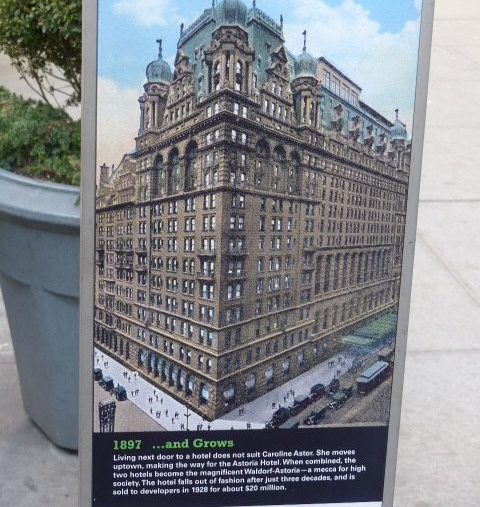 1897 ...and Grows
Living next door to a hotel does not suit Caroline Astor. She moves
uptown, making the way for the Astoria Hotel. When combined, the
two hotels become the magnificent Waldorf-Astoria—a mecca for high
society. The hotel falls out of fashion after just three decades, and is
sold to developers in 1928 for about $20 million.